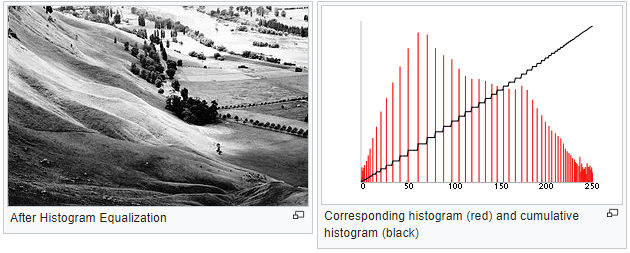 0 50 100 150 200 250
After Histogram Equalization
Corresponding histogram (red) and cumulative
histogram (black)